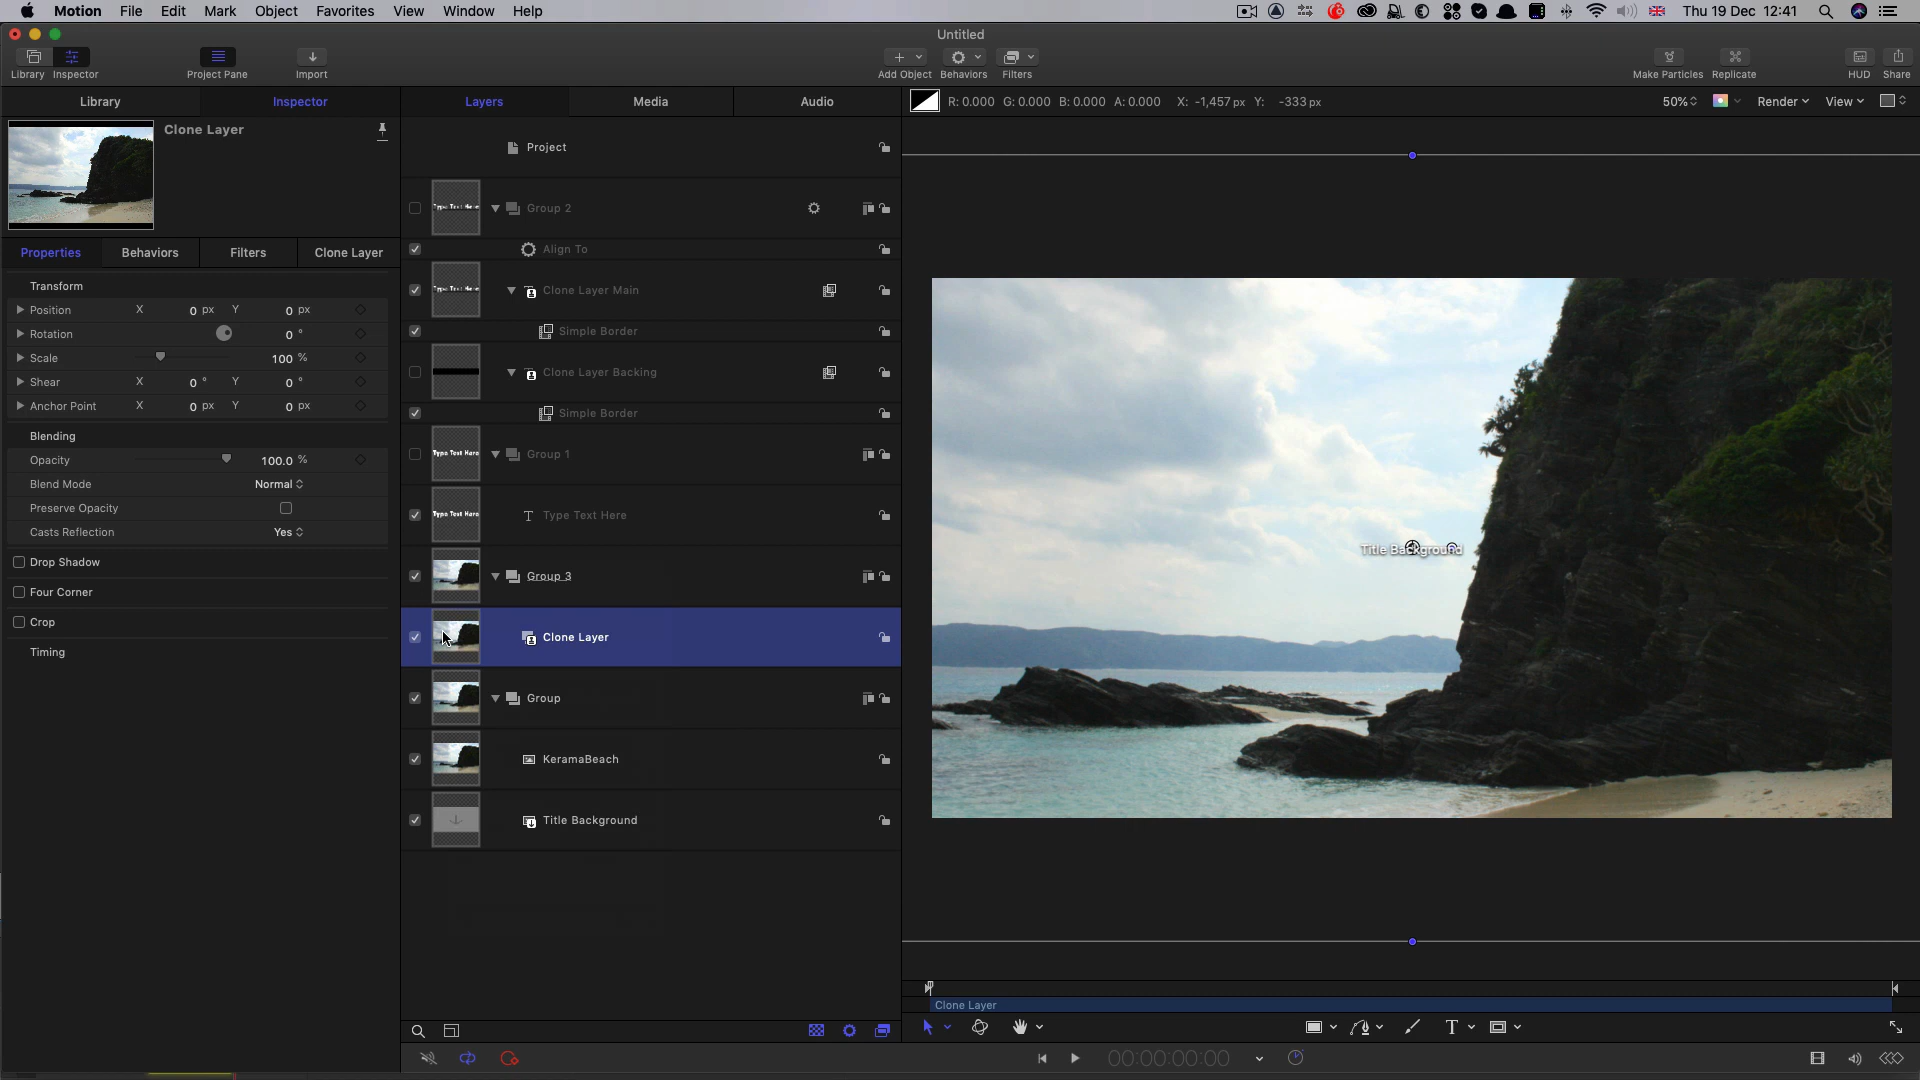 Motion File Edit Mark Object Favorites View Window Help Thu 19 Dec 12:41
Untitled
Library Inspector Project Pane Import Add Object Behaviors Filters Make Particles Replicate HUD Share
Library Inspector Layers Media Audio R: 0.000 G: 0.000 B: 0.000 A: 0.000 X: -1,457 px Y: -333 px 50% Render View
Clone Layer
Project
Group 2
Align To
Clone Layer Main
Simple Border
Clone Layer Backing
Simple Border
Type Text Here
Group 1
Type Text Here
Type Text Here
Group 3
Clone Layer
Group
KeramaBeach
Title Background
Properties Behaviors Filters Clone Layer
Transform
Position X 0 px Y 0 px
Rotation 0 °
Scale 100 %
Shear X 0 ° Y 0 °
Anchor Point X 0 px Y 0 px
Blending
Opacity 100.0 %
Blend Mode Normal
Preserve Opacity
Casts Reflection Yes
Drop Shadow
Four Corner
Crop
Timing
Title Background
Clone Layer
T
00:00:00:00